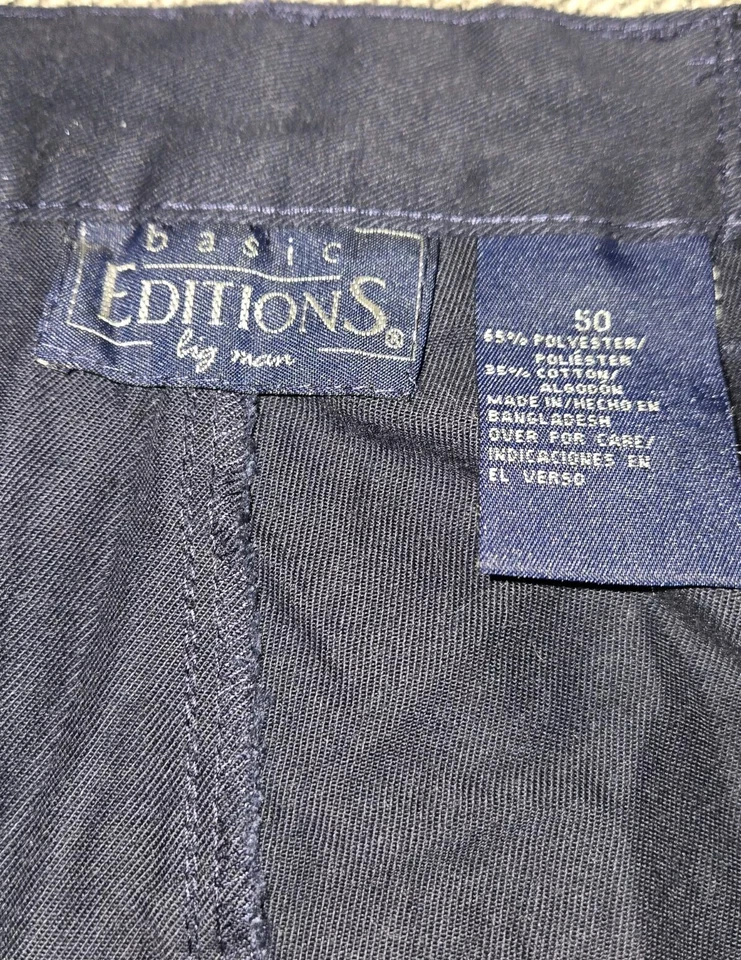 basic
EDITIONS®
big man
50
65% POLYESTER/
POLIÉSTER
35% COTTON/
ALGODON
MADE IN/HECHO EN
BANGLADESH
OVER FOR CARE/
INDICACIONES EN
EL VERSO